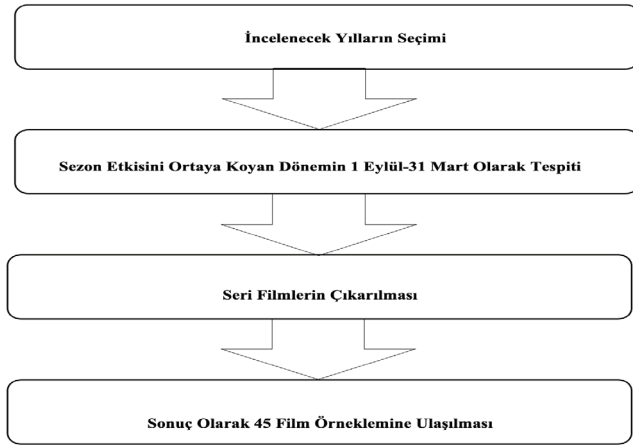 İncelenecek Yılların Seçimi
Sezon Etkisini Ortaya Koyan Dönemin 1 Eylül-31 Mart Olarak Tespiti
Seri Filmlerin Çıkarılması
Sonuç Olarak 45 Film Örneklemine Ulaşılması